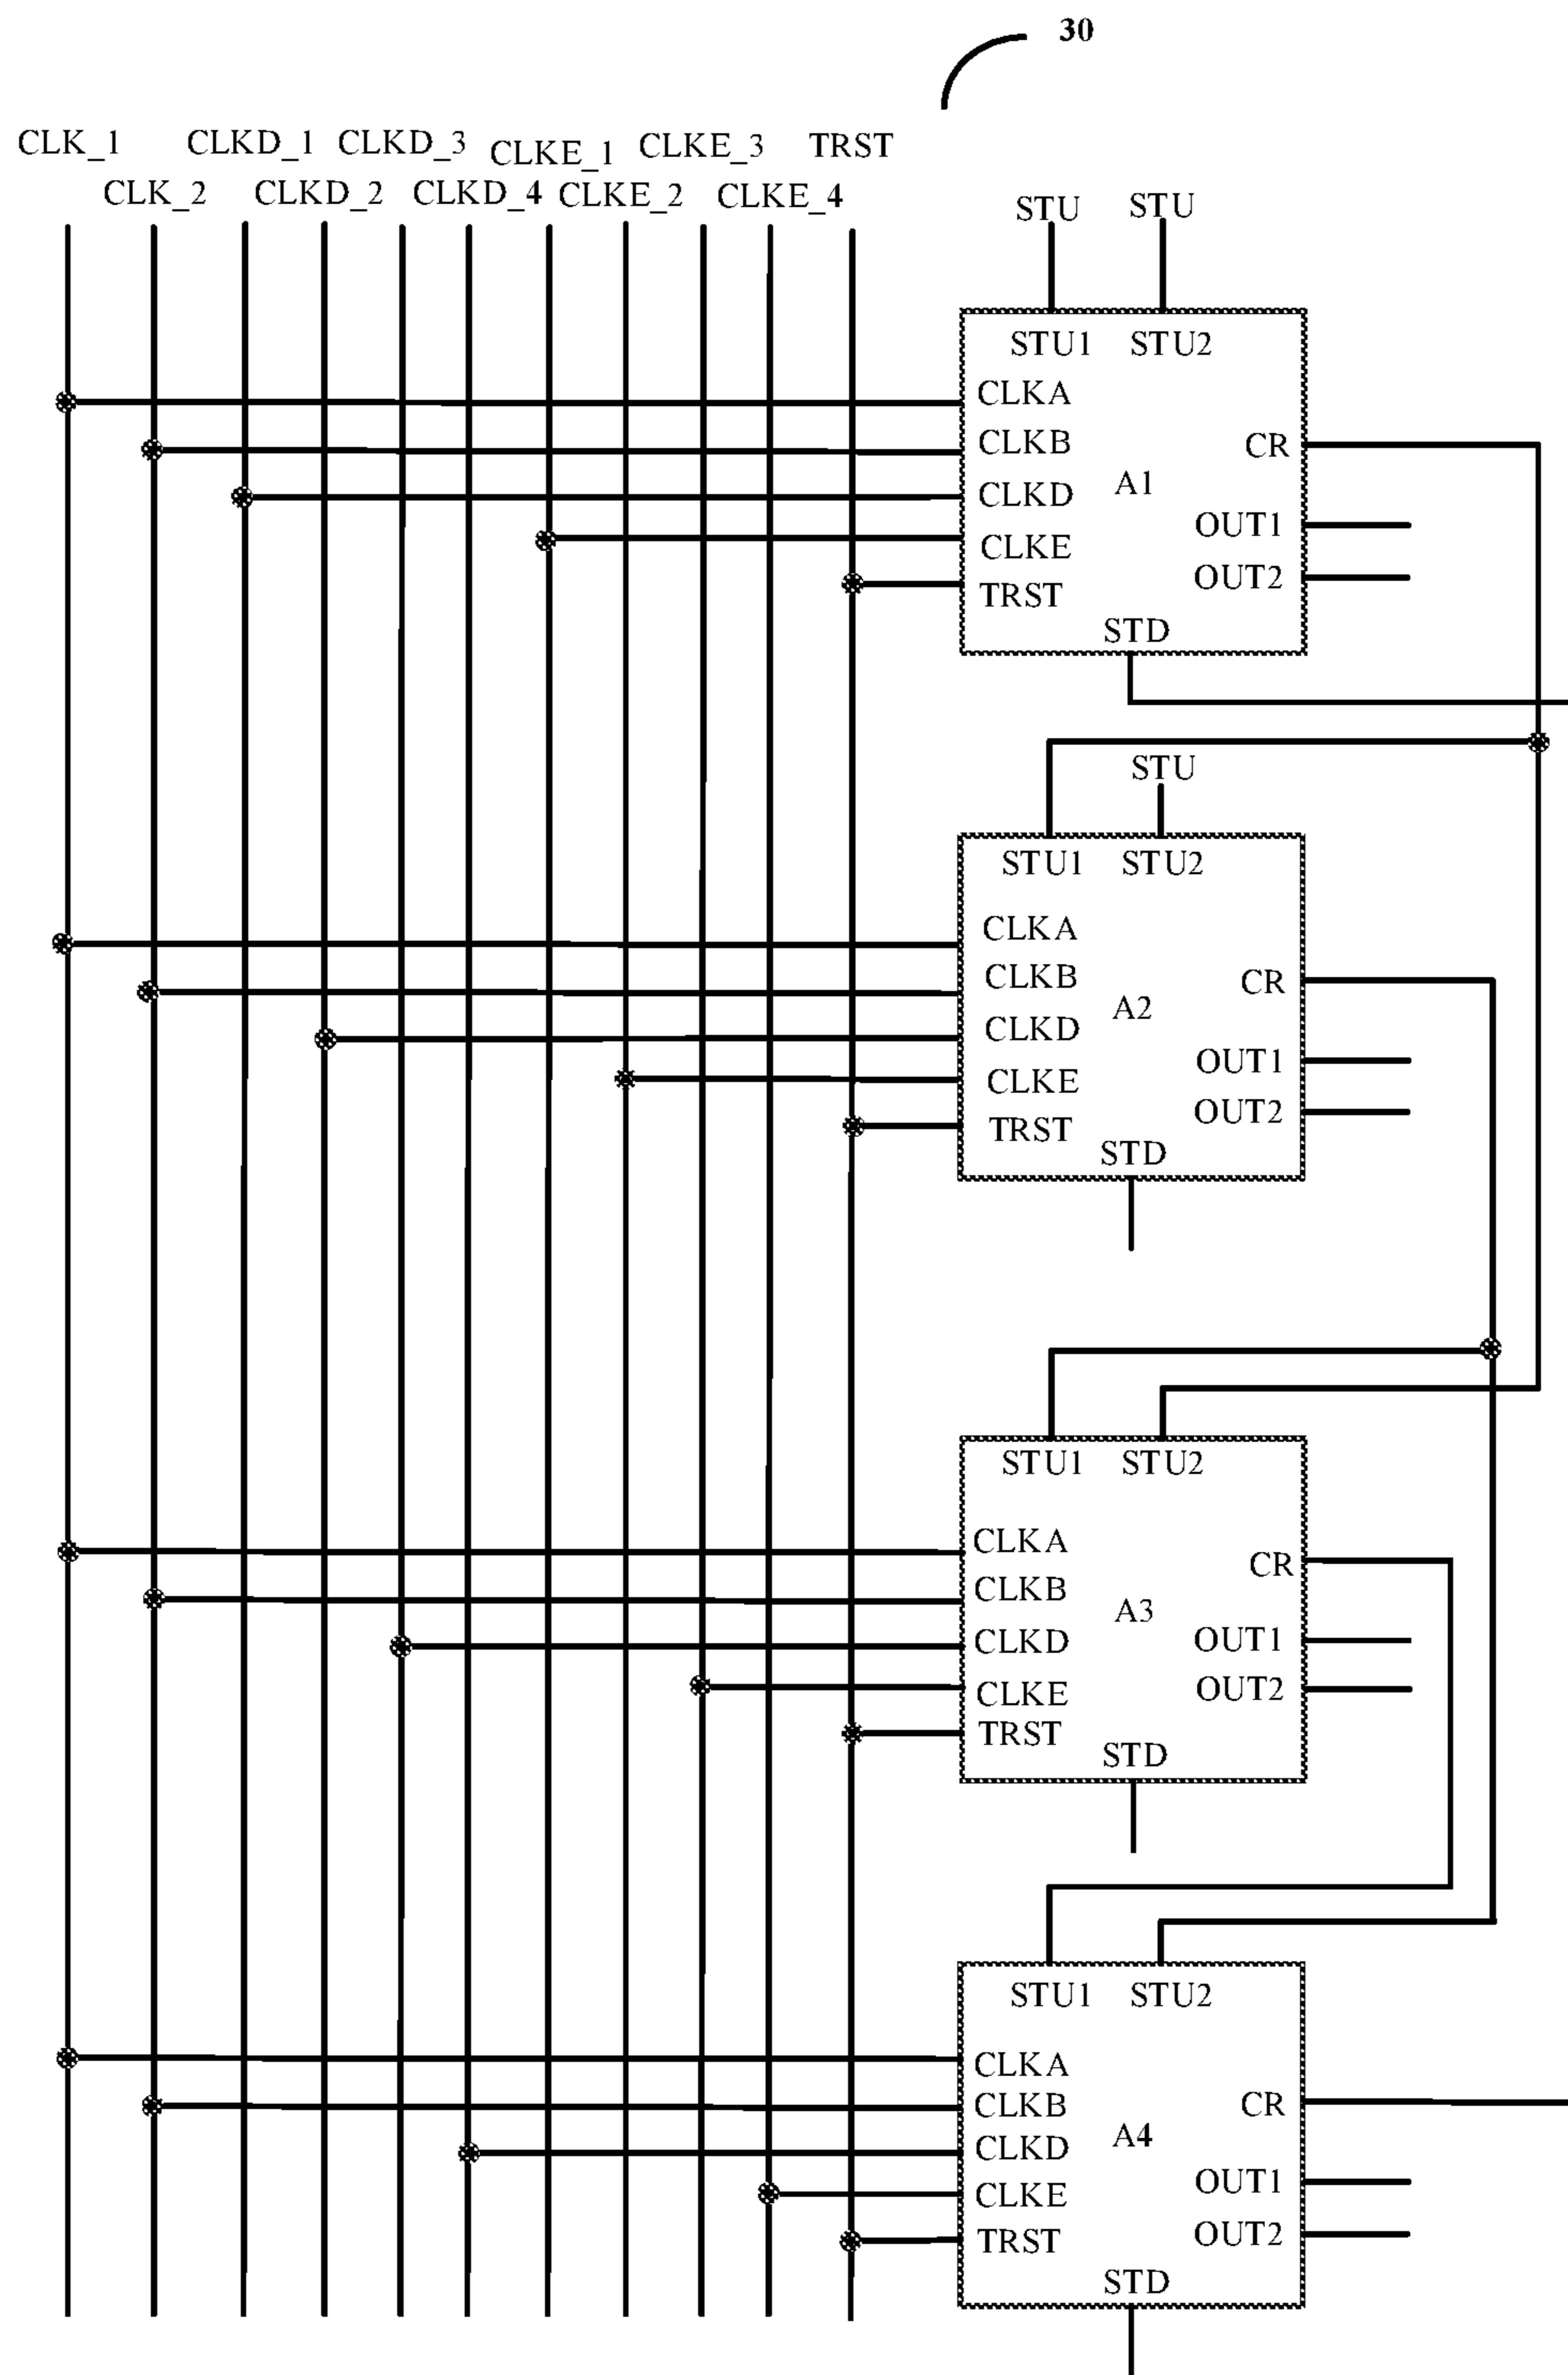 30
CLK_1 CLKD_1 CLKD_3 CLKE_1 CLKE_3 TRST
CLK_2 CLKD_2 CLKD_4 CLKE_2 CLKE_4
STU STU
STU1 STU2
CLKA
CLKB CR
CLKD A1
CLKE OUT1
TRST OUT2
STD
STU
STU1 STU2
CLKA
CLKB CR
CLKD A2
CLKE OUT1
TRST OUT2
STD
STU1 STU2
CLKA
CLKB CR
CLKD A3 OUT1
CLKE OUT2
TRST
STD
STU1 STU2
CLKA
CLKB CR
CLKD A4
CLKE OUT1
TRST OUT2
STD